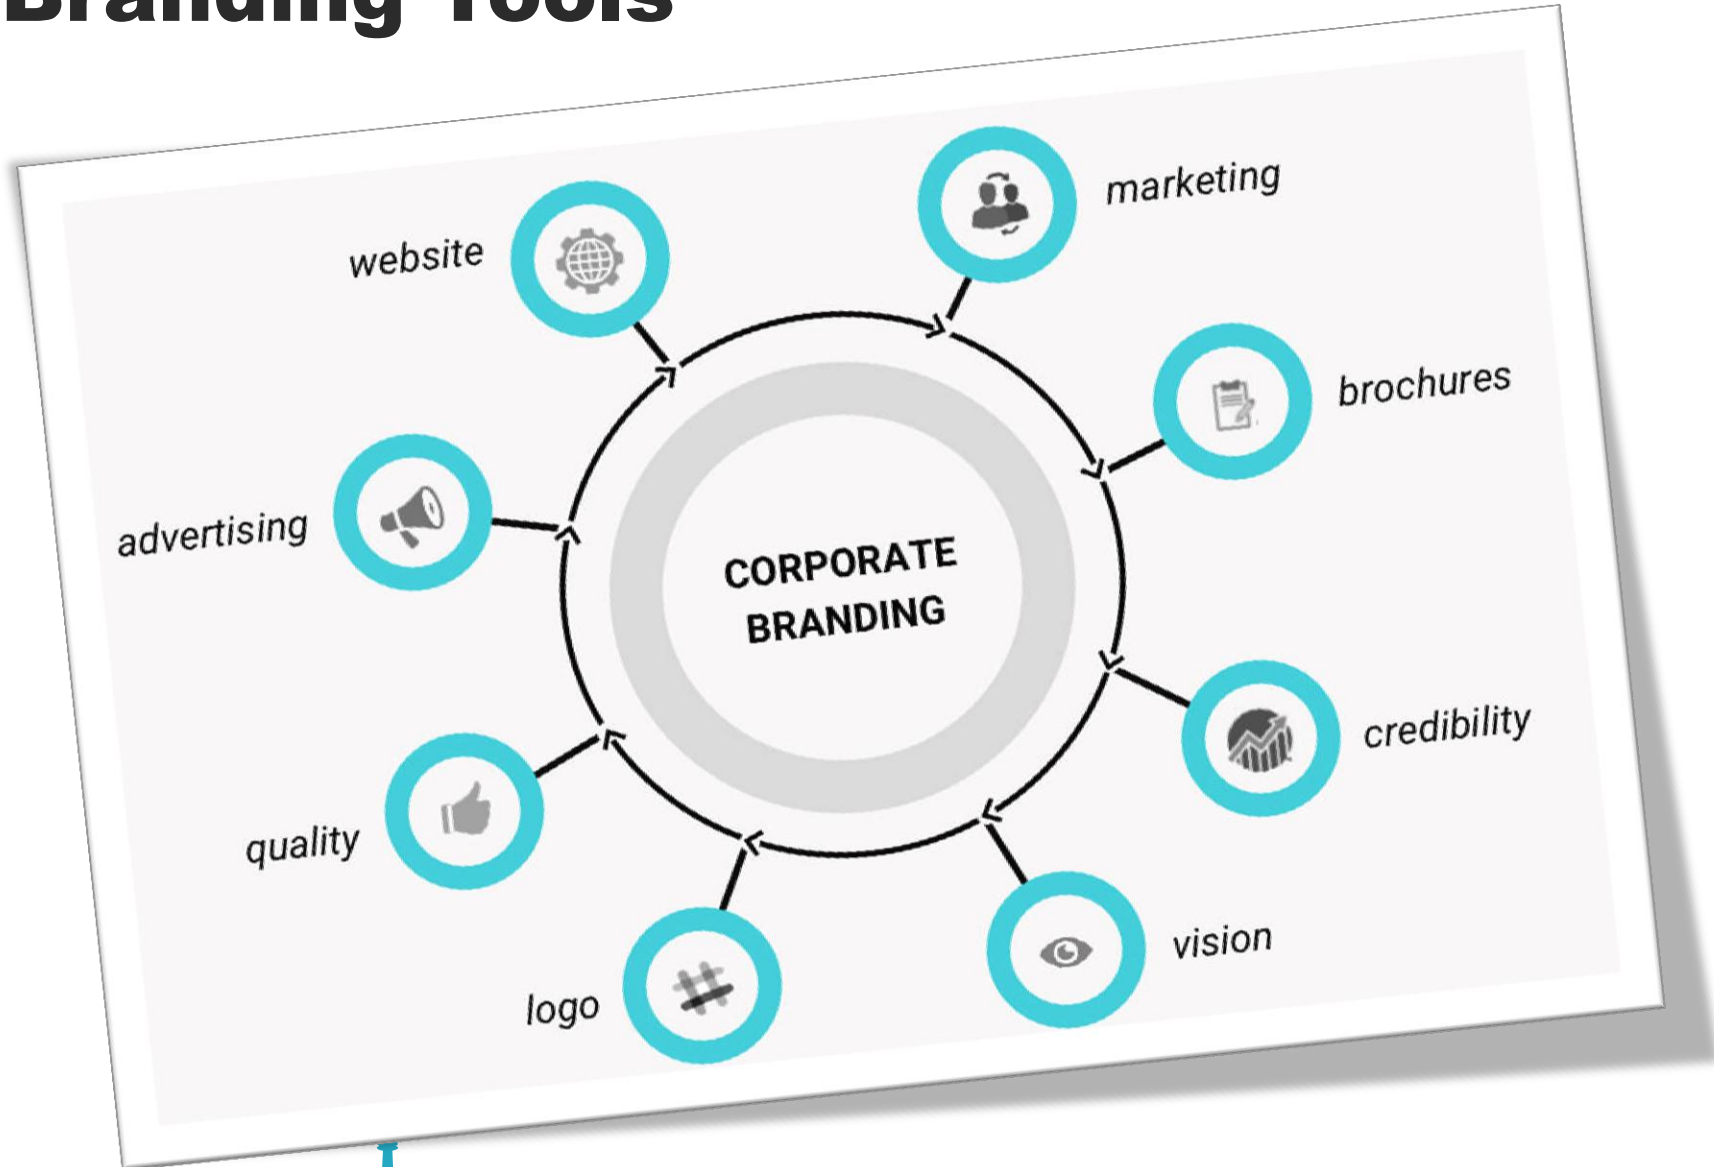 Branding Tools
website
marketing
brochures
advertising
CORPORATE
BRANDING
credibility
quality
vision
logo